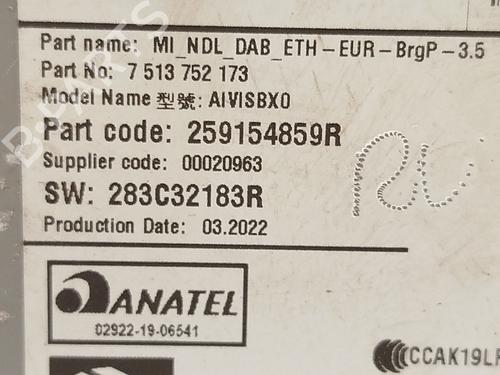 Part name: MI_NDL_DAB_ETH-EUR-BrgP-3.5
Part No: 7 513 752 173
Model Name 型號: AIVISBX0
Part code: 259154859R
Supplier code: 00020963
SW: 283C32183R
Production Date: 03.2022
ANATEL
02922-19-06541
CCAK19LP
B-PARTS